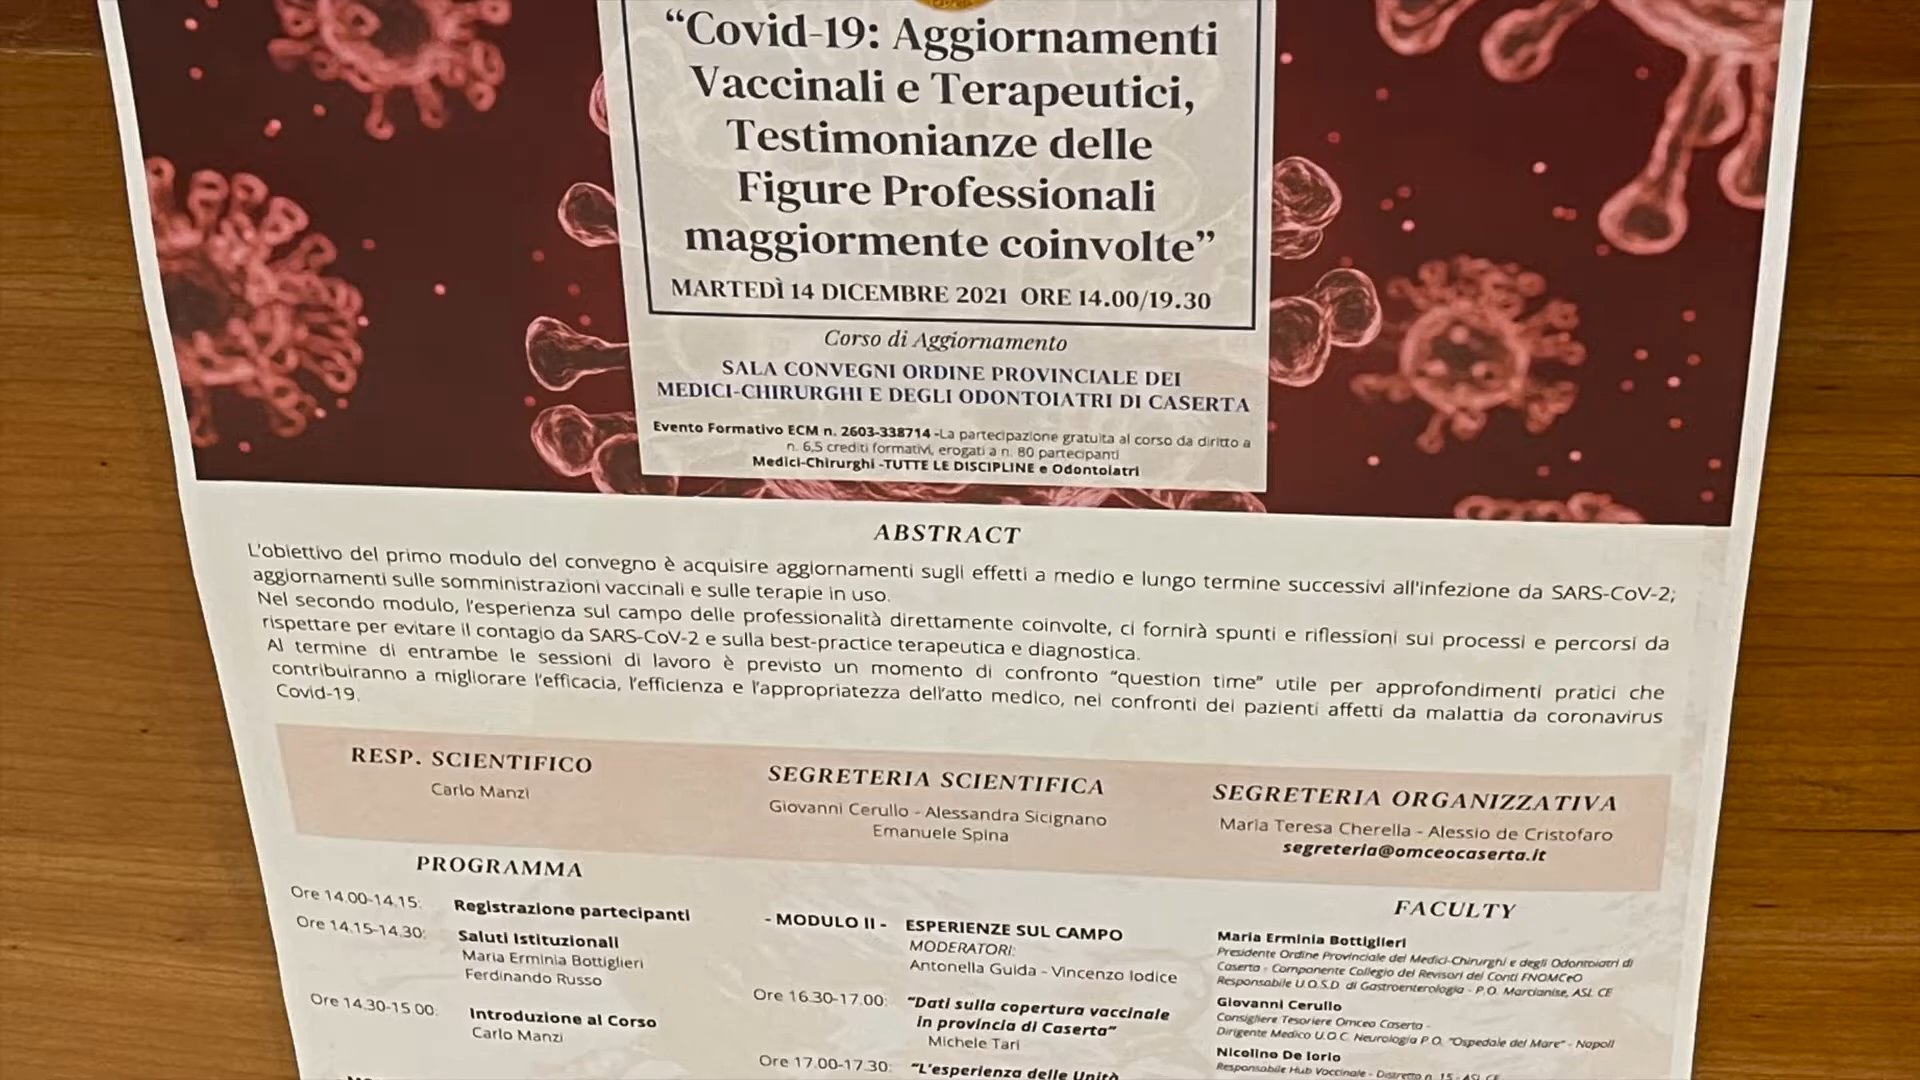 “Covid-19: Aggiornamenti
Vaccinali e Terapeutici,
Testimonianze delle
Figure Professionali
maggiormente coinvolte”
MARTEDÌ 14 DICEMBRE 2021 ORE 14.00/19.30
Corso di Aggiornamento
SALA CONVEGNI ORDINE PROVINCIALE DEI
MEDICI-CHIRURGHI E DEGLI ODONTOIATRI DI CASERTA
Evento Formativo ECM n. 2603-338714 -La partecipazione gratuita al corso da diritto a
n. 6,5 crediti formativi, erogati a n. 80 partecipanti
Medici-Chirurghi -TUTTE LE DISCIPLINE e Odontoiatri
ABSTRACT
L'obiettivo del primo modulo del convegno è acquisire aggiornamenti sugli effetti a medio e lungo termine successivi all'infezione da SARS-CoV-2;
aggiornamenti sulle somministrazioni vaccinali e sulle terapie in uso.
Nel secondo modulo, l'esperienza sul campo delle professionalità direttamente coinvolte, ci fornirà spunti e riflessioni sui processi e percorsi da
rispettare per evitare il contagio da SARS-CoV-2 e sulla best-practice terapeutica e diagnostica.
Al termine di entrambe le sessioni di lavoro è previsto un momento di confronto “question time” utile per approfondimenti pratici che
contribuiranno a migliorare l'efficacia, l'efficienza e l'appropriatezza dell'atto medico, nei confronti dei pazienti affetti da malattia da coronavirus
Covid-19.
RESP. SCIENTIFICO
Carlo Manzi
SEGRETERIA SCIENTIFICA
Giovanni Cerullo - Alessandra Sicignano
Emanuele Spina
SEGRETERIA ORGANIZZATIVA
Maria Teresa Cherella - Alessio de Cristofaro
segreteria@omceocaserta.it
PROGRAMMA
Ore 14.00-14.15: Registrazione partecipanti
Ore 14.15-14.30: Saluti Istituzionali
Maria Erminia Bottiglieri
Ferdinando Russo
Ore 14.30-15.00: Introduzione al Corso
Carlo Manzi
- MODULO II - ESPERIENZE SUL CAMPO
MODERATORI:
Antonella Guida - Vincenzo Iodice
Ore 16.30-17.00: “Dati sulla copertura vaccinale
in provincia di Caserta”
Michele Tari
Ore 17.00-17.30: “L'esperienza delle Unità
FACULTY
Maria Erminia Bottiglieri
Presidente Ordine Provinciale dei Medici-Chirurghi e degli Odontoiatri di
Caserta - Componente Collegio dei Revisori dei Conti FNOMCeO
Responsabile U.O.S.D. di Gastroenterologia - P.O. Marcianise, ASL CE
Giovanni Cerullo
Consigliere Tesoriere Omceo Caserta -
Dirigente Medico U.O.C. Neurologia P.O. "Ospedale del Mare" - Napoli
Nicolino De Iorio
Responsabile Hub Vaccinale - Distretto n. 15 - ASL CE